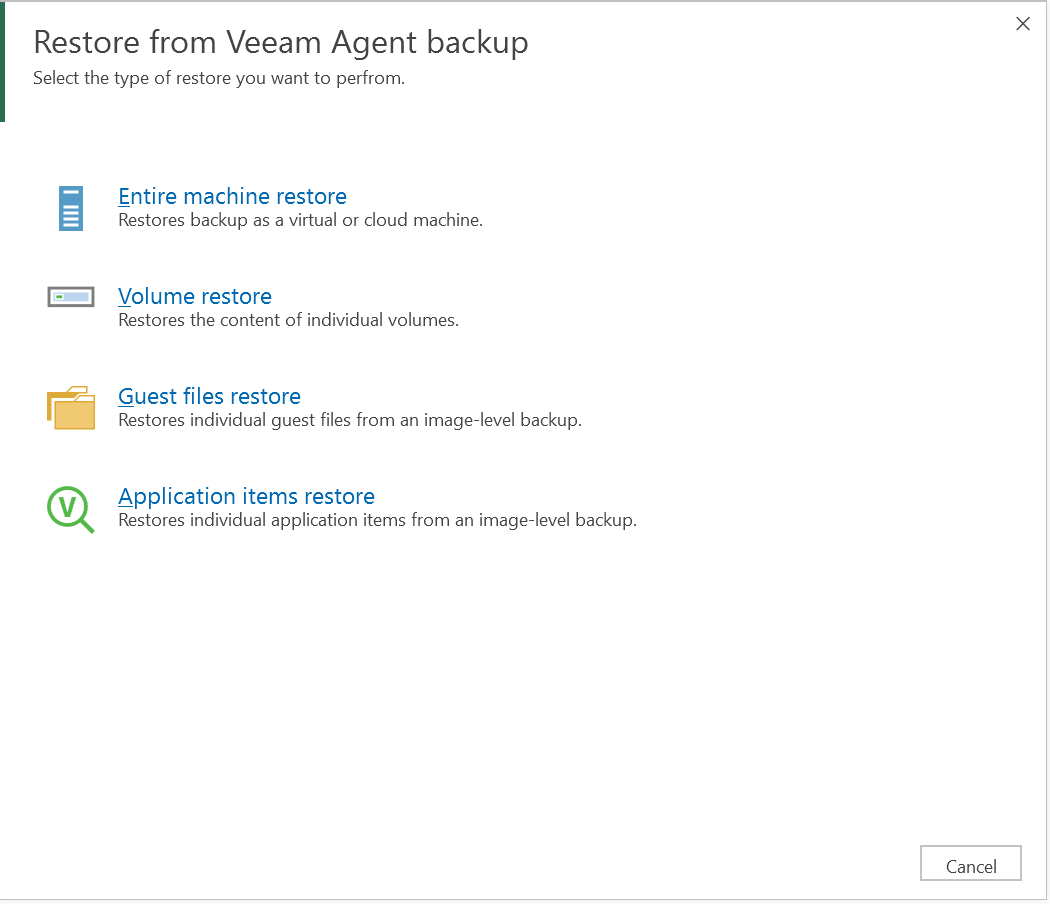 Restore from Veeam Agent backup
Select the type of restore you want to perfrom.
Entire machine restore
Restores backup as a virtual or cloud machine.
Volume restore
Restores the content of individual volumes.
Guest files restore
Restores individual guest files from an image-level backup.
V
Application items restore
Restores individual application items from an image-level backup.
Cancel